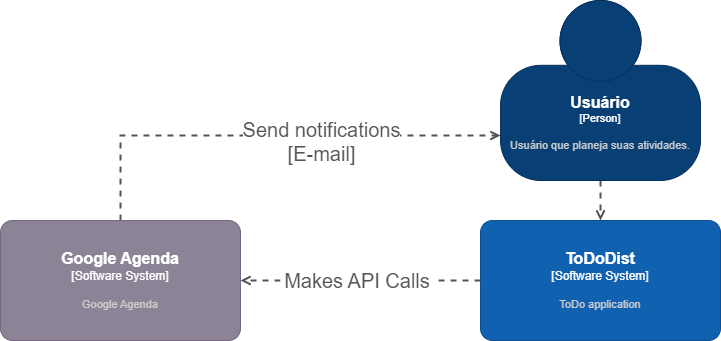 Usuário
[Person]
Usuário que planeja suas atividades.
Send notifications
[E-mail]
Google Agenda
[Software System]
Google Agenda
Makes API Calls
ToDoDist
[Software System]
ToDo application